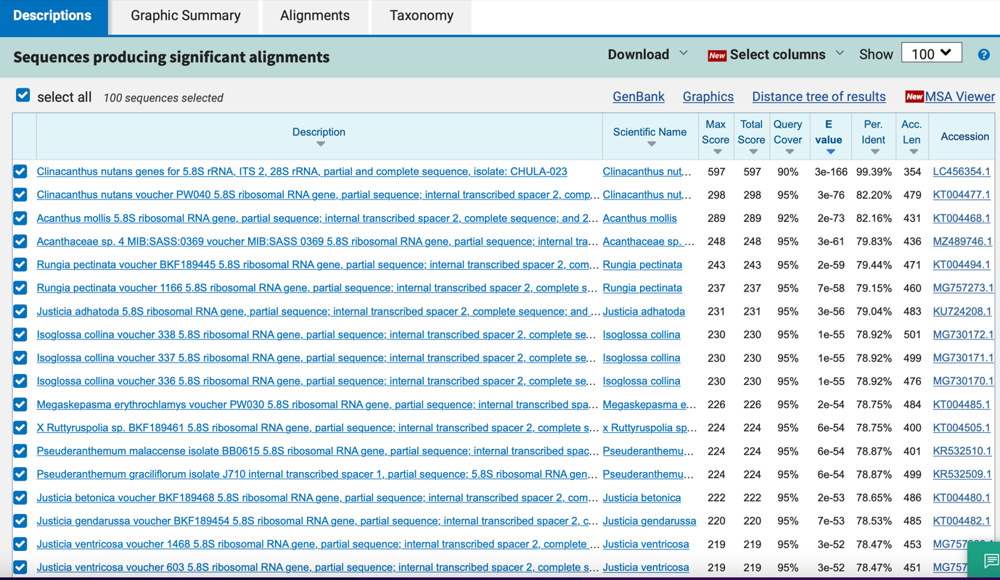 Descriptions Graphic Summary Alignments Taxonomy
Sequences producing significant alignments Download New Select columns Show 100 ?
select all 100 sequences selected GenBank Graphics Distance tree of results New MSA Viewer
Description Scientific Name Max Score Total Score Query Cover E value Per. Ident Acc. Len Accession
Clinacanthus nutans genes for 5.8S rRNA, ITS 2, 28S rRNA, partial and complete sequence, isolate: CHULA-023 Clinacanthus nut... 597 597 90% 3e-166 99.39% 354 LC456354.1
Clinacanthus nutans voucher PW040 5.8S ribosomal RNA gene, partial sequence; internal transcribed spacer 2, comp... Clinacanthus nut... 298 298 95% 3e-76 82.20% 479 KT004477.1
Acanthus mollis 5.8S ribosomal RNA gene, partial sequence; internal transcribed spacer 2, complete sequence; and 2... Acanthus mollis 289 289 92% 2e-73 82.16% 431 KT004468.1
Acanthaceae sp. 4 MIB:SASS:0369 voucher MIB:SASS 0369 5.8S ribosomal RNA gene, partial sequence; internal tra... Acanthaceae sp. ... 248 248 95% 3e-61 79.83% 436 MZ489746.1
Rungia pectinata voucher BKF189445 5.8S ribosomal RNA gene, partial sequence; internal transcribed spacer 2, com... Rungia pectinata 243 243 95% 2e-59 79.44% 471 KT004494.1
Rungia pectinata voucher 1166 5.8S ribosomal RNA gene, partial sequence; internal transcribed spacer 2, complete s... Rungia pectinata 237 237 95% 7e-58 79.15% 460 MG757273.1
Justicia adhatoda 5.8S ribosomal RNA gene, partial sequence; internal transcribed spacer 2, complete sequence; and ... Justicia adhatoda 231 231 95% 3e-56 79.04% 483 KU724208.1
Isoglossa collina voucher 338 5.8S ribosomal RNA gene, partial sequence; internal transcribed spacer 2, complete se... Isoglossa collina 230 230 95% 1e-55 78.92% 501 MG730172.1
Isoglossa collina voucher 337 5.8S ribosomal RNA gene, partial sequence; internal transcribed spacer 2, complete se... Isoglossa collina 230 230 95% 1e-55 78.92% 499 MG730171.1
Isoglossa collina voucher 336 5.8S ribosomal RNA gene, partial sequence; internal transcribed spacer 2, complete se... Isoglossa collina 230 230 95% 1e-55 78.92% 476 MG730170.1
Megaskepasma erythrochlamys voucher PW030 5.8S ribosomal RNA gene, partial sequence; internal transcribed spa... Megaskepasma e... 226 226 95% 2e-54 78.75% 484 KT004485.1
X Ruttyruspolia sp. BKF189461 5.8S ribosomal RNA gene, partial sequence; internal transcribed spacer 2, complete s... x Ruttyruspolia sp... 224 224 95% 6e-54 78.75% 400 KT004505.1
Pseuderanthemum malaccense isolate BB0615 5.8S ribosomal RNA gene, partial sequence; internal transcribed spac... Pseuderanthemu... 224 224 95% 6e-54 78.87% 401 KR532510.1
Pseuderanthemum graciliflorum isolate J710 internal transcribed spacer 1, partial sequence; 5.8S ribosomal RNA gen... Pseuderanthemu... 224 224 95% 6e-54 78.87% 499 KR532509.1
Justicia betonica voucher BKF189468 5.8S ribosomal RNA gene, partial sequence; internal transcribed spacer 2, com... Justicia betonica 222 222 95% 2e-53 78.65% 486 KT004480.1
Justicia gendarussa voucher BKF189454 5.8S ribosomal RNA gene, partial sequence; internal transcribed spacer 2, c... Justicia gendarussa 220 220 95% 7e-53 78.53% 485 KT004482.1
Justicia ventricosa voucher 1468 5.8S ribosomal RNA gene, partial sequence; internal transcribed spacer 2, complete ... Justicia ventricosa 219 219 95% 3e-52 78.47% 453
Justicia ventricosa voucher 603 5.8S ribosomal RNA gene, partial sequence; internal transcribed spacer 2, complete s... Justicia ventricosa 219 219 95% 3e-52 78.47% 451 MG757